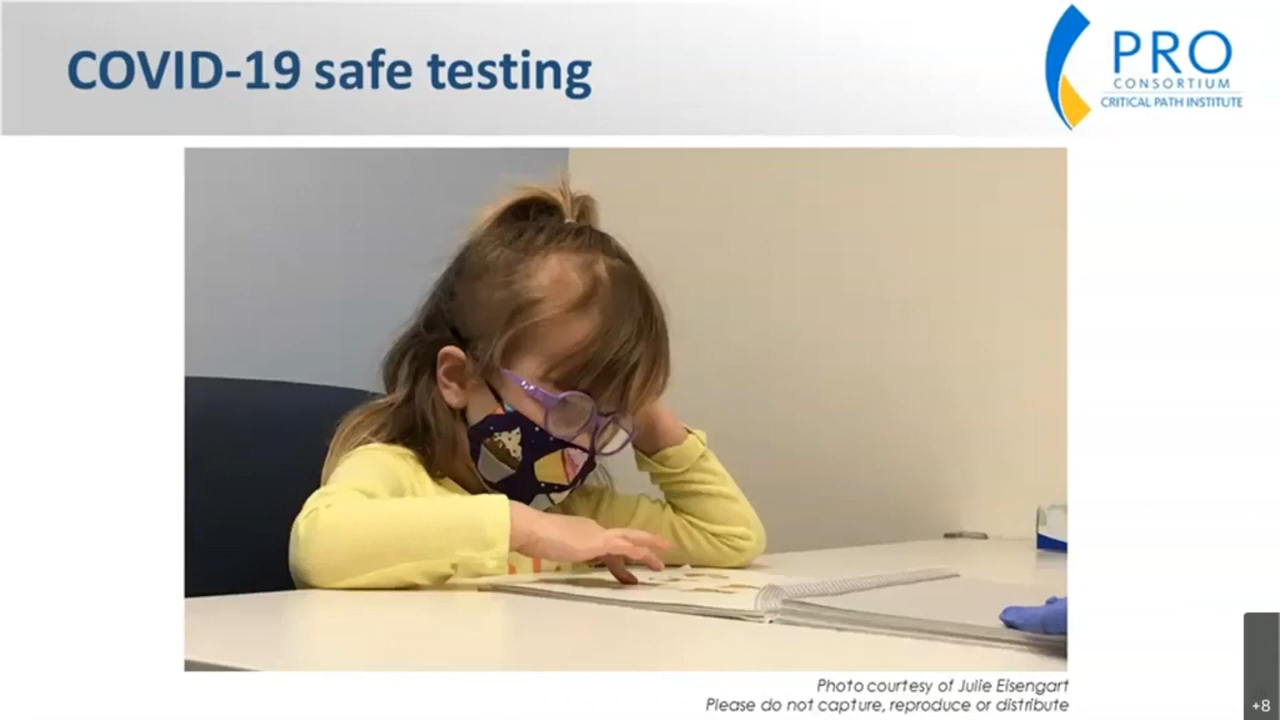 COVID-19 safe testing
PRO
CONSORTIUM
CRITICAL PATH INSTITUTE
Photo courtesy of Julie Eisengart
Please do not capture, reproduce or distribute
+8